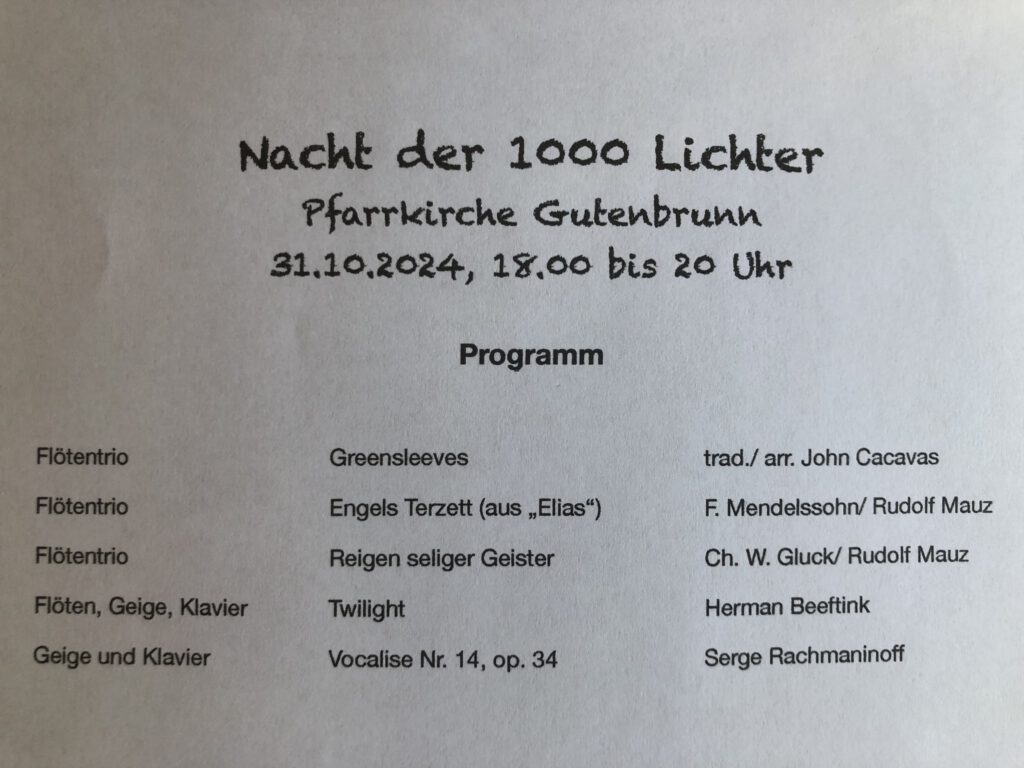 Nacht der 1000 Lichter
Pfarrkirche Gutenbrunn
31.10.2024, 18.00 bis 20 Uhr
Programm
Flötentrio Greensleeves trad./ arr. John Cacavas
Flötentrio Engels Terzett (aus „Elias“) F. Mendelssohn/ Rudolf Mauz
Flötentrio Reigen seliger Geister Ch. W. Gluck/ Rudolf Mauz
Flöten, Geige, Klavier Twilight Herman Beeftink
Geige und Klavier Vocalise Nr. 14, op. 34 Serge Rachmaninoff